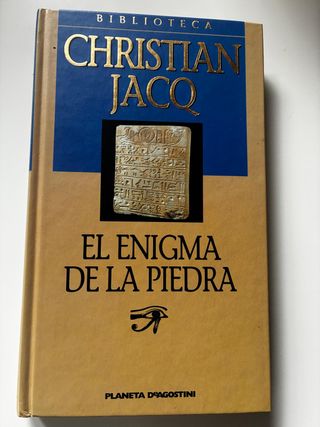 BIBLIOTECA
CHRISTIAN
JACQ
EL ENIGMA
DE LA PIEDRA
PLANETA DEAGOSTINI